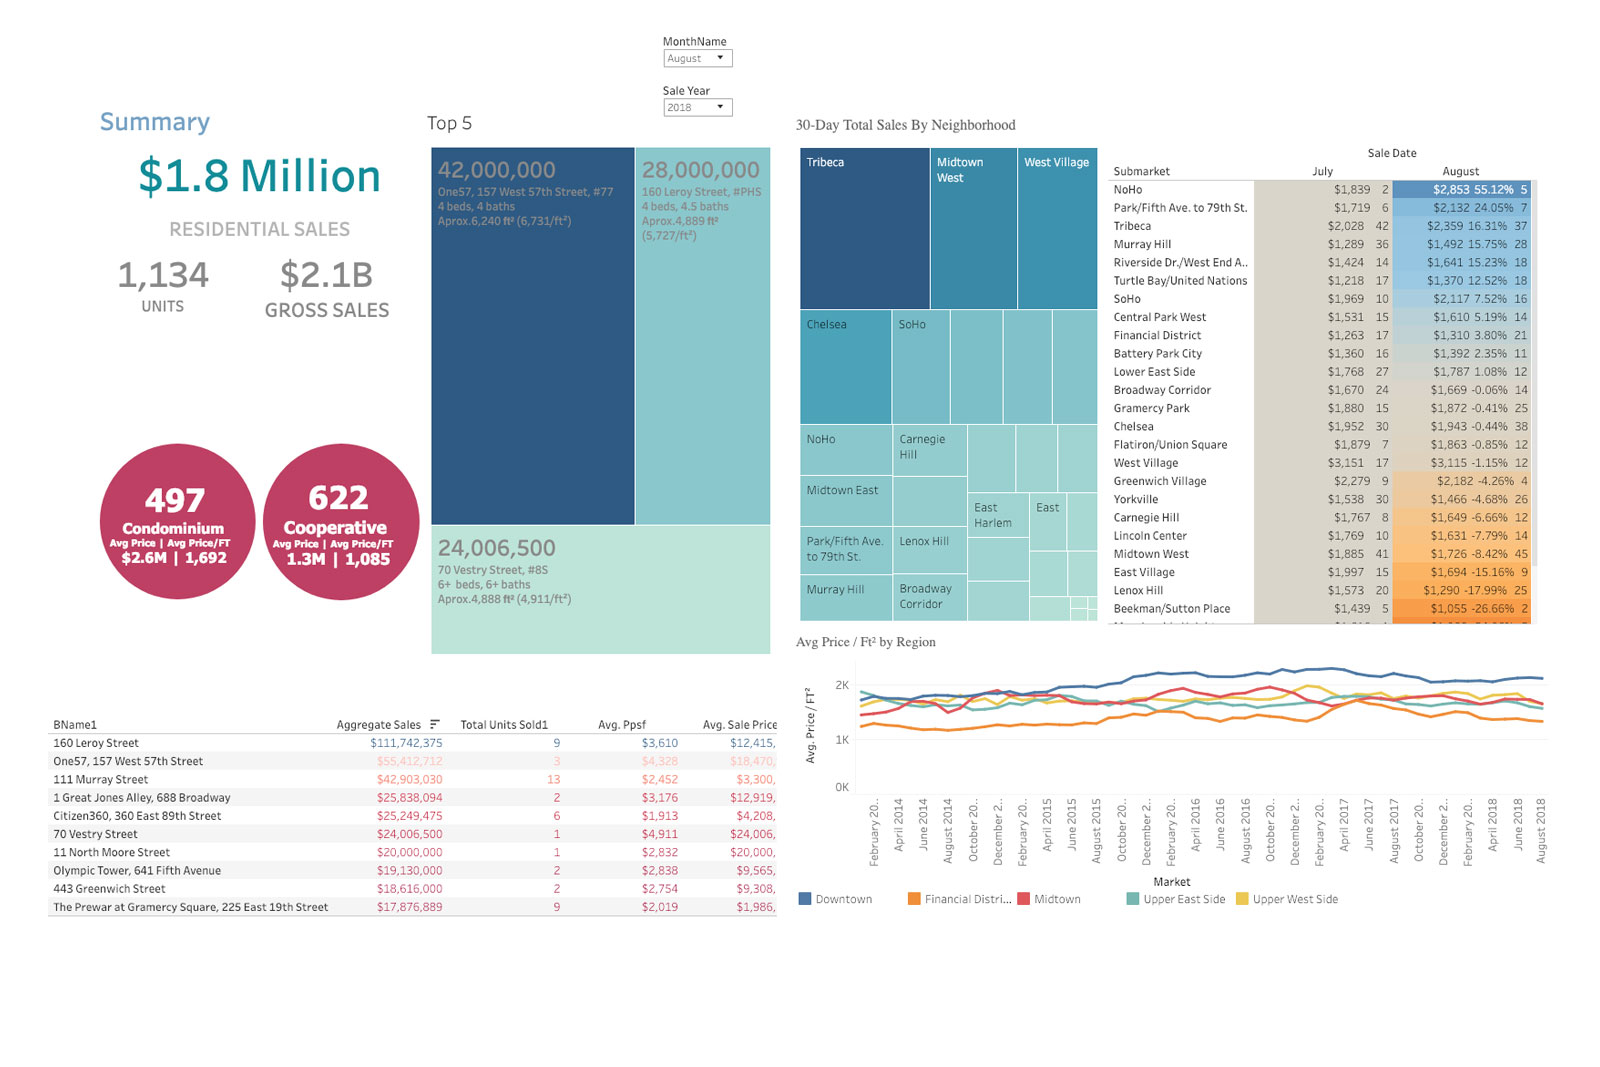 MonthName
August
Sale Year
2018
Summary
$1.8 Million
RESIDENTIAL SALES
1,134
UNITS
$2.1B
GROSS SALES
497
Condominium
Avg Price | Avg Price/FT
$2.6M | 1,692
622
Cooperative
Avg Price | Avg Price/FT
1.3M | 1,085
Top 5
42,000,000
One57, 157 West 57th Street, #77
4 beds, 4 baths
Aprox.6,240 ft² (6,731/ft²)
28,000,000
160 Leroy Street, #PHS
4 beds, 4.5 baths
Aprox.4,889 ft²
(5,727/ft²)
24,006,500
70 Vestry Street, #8S
6+ beds, 6+ baths
Aprox.4,888 ft² (4,911/ft²)
30-Day Total Sales By Neighborhood
Tribeca
Midtown
West
West Village
Chelsea
SoHo
NoHo
Carnegie
Hill
Midtown East
East
Harlem
East
Park/Fifth Ave.
to 79th St.
Lenox Hill
Murray Hill
Broadway
Corridor
Sale Date
Submarket July August
NoHo $1,839 2 $2,853 55.12% 5
Park/Fifth Ave. to 79th St. $1,719 6 $2,132 24.05% 7
Tribeca $2,028 42 $2,359 16.31% 37
Murray Hill $1,289 36 $1,492 15.75% 28
Riverside Dr./West End A.. $1,424 14 $1,641 15.23% 18
Turtle Bay/United Nations $1,218 17 $1,370 12.52% 18
SoHo $1,969 10 $2,117 7.52% 16
Central Park West $1,531 15 $1,610 5.19% 14
Financial District $1,263 17 $1,310 3.80% 21
Battery Park City $1,360 16 $1,392 2.35% 11
Lower East Side $1,768 27 $1,787 1.08% 12
Broadway Corridor $1,670 24 $1,669 -0.06% 14
Gramercy Park $1,880 15 $1,872 -0.41% 25
Chelsea $1,952 30 $1,943 -0.44% 38
Flatiron/Union Square $1,879 7 $1,863 -0.85% 12
West Village $3,151 17 $3,115 -1.15% 12
Greenwich Village $2,279 9 $2,182 -4.26% 4
Yorkville $1,538 30 $1,466 -4.68% 26
Carnegie Hill $1,767 8 $1,649 -6.66% 12
Lincoln Center $1,769 10 $1,631 -7.79% 14
Midtown West $1,885 41 $1,726 -8.42% 45
East Village $1,997 15 $1,694 -15.16% 9
Lenox Hill $1,573 20 $1,290 -17.99% 25
Beekman/Sutton Place $1,439 5 $1,055 -26.66% 2
BName1 Aggregate Sales Total Units Sold1 Avg. Ppsf Avg. Sale Price
160 Leroy Street $111,742,375 9 $3,610 $12,415,
One57, 157 West 57th Street $55,412,712 3 $4,328 $18,470,
111 Murray Street $42,903,030 13 $2,452 $3,300,
1 Great Jones Alley, 688 Broadway $25,838,094 2 $3,176 $12,919,
Citizen360, 360 East 89th Street $25,249,475 6 $1,913 $4,208,
70 Vestry Street $24,006,500 1 $4,911 $24,006,
11 North Moore Street $20,000,000 1 $2,832 $20,000,
Olympic Tower, 641 Fifth Avenue $19,130,000 2 $2,838 $9,565,
443 Greenwich Street $18,616,000 2 $2,754 $9,308,
The Prewar at Gramercy Square, 225 East 19th Street $17,876,889 9 $2,019 $1,986,
Avg Price / Ft² by Region
Avg. Price / FT²
2K
1K
0K
February 20..
April 2014
June 2014
August 2014
October 20..
December 2..
February 20..
April 2015
June 2015
August 2015
October 20..
December 2..
February 20..
April 2016
June 2016
August 2016
October 20..
December 2..
February 20..
April 2017
June 2017
August 2017
October 20..
December 2..
February 20..
April 2018
June 2018
August 2018
Market
Downtown
Financial Distri...
Midtown
Upper East Side
Upper West Side